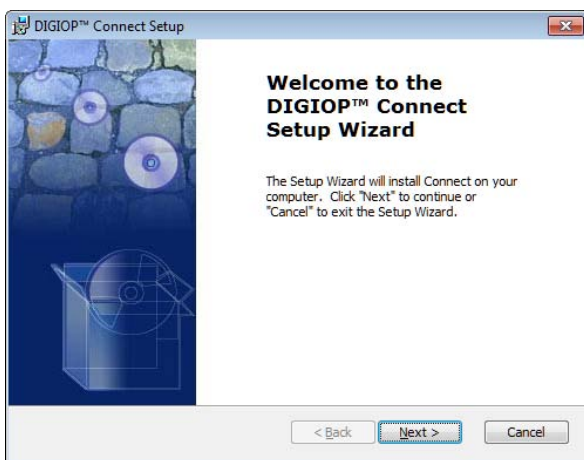 DIGIOP™ Connect Setup
Welcome to the
DIGIOP™ Connect
Setup Wizard
The Setup Wizard will install Connect on your
computer. Click "Next" to continue or
"Cancel" to exit the Setup Wizard.
< Back Next > Cancel